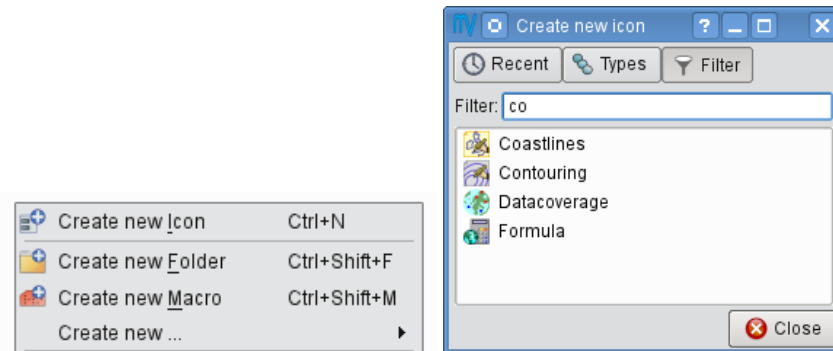 Create new Icon Ctrl+N
Create new Folder Ctrl+Shift+F
Create new Macro Ctrl+Shift+M
Create new ...
MV Create new icon ?
Recent Types Filter
Filter: co
Coastlines
Contouring
Datacoverage
Formula
Close